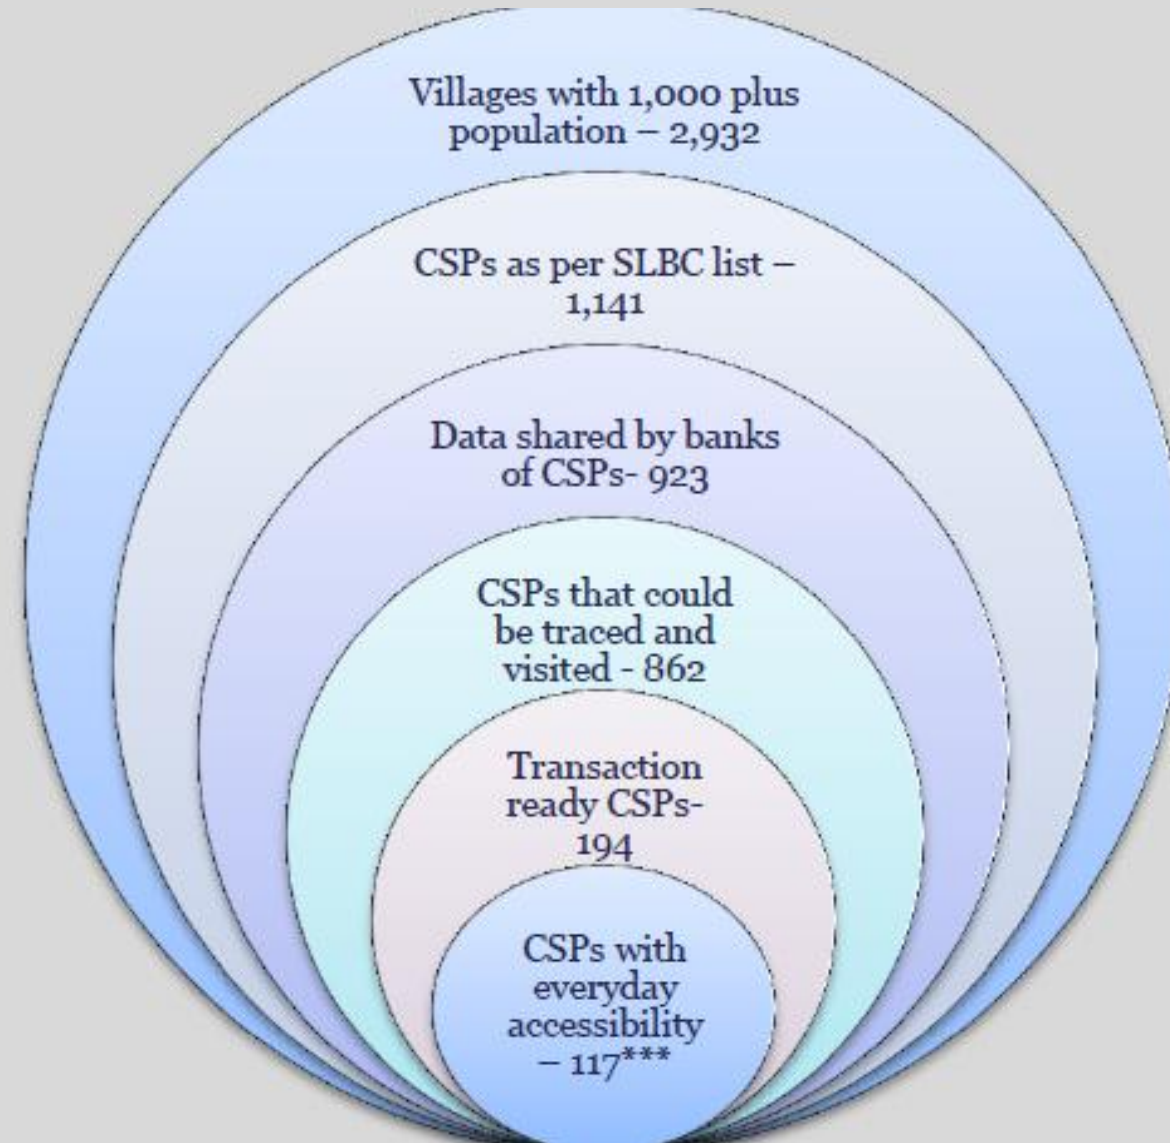 Villages with 1,000 plus
population – 2,932
CSPs as per SLBC list –
1,141
Data shared by banks
of CSPs- 923
CSPs that could
be traced and
visited - 862
Transaction
ready CSPs-
194
CSPs with
everyday
accessibility
– 117***